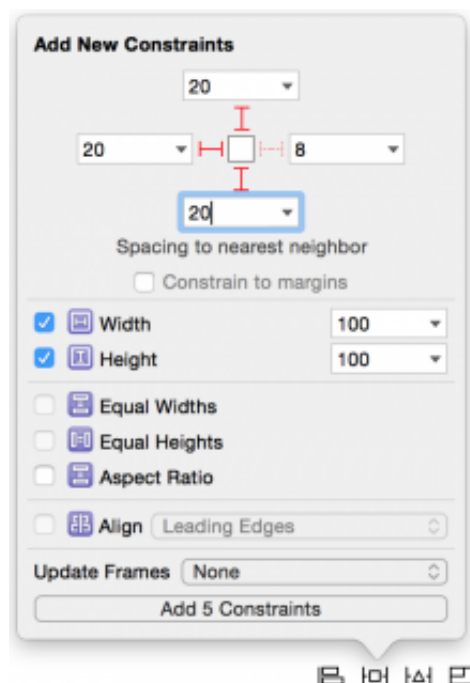 Add New Constraints
20
20 8
20
Spacing to nearest neighbor
Constrain to margins
Width 100
Height 100
Equal Widths
Equal Heights
Aspect Ratio
Align Leading Edges
Update Frames None
Add 5 Constraints